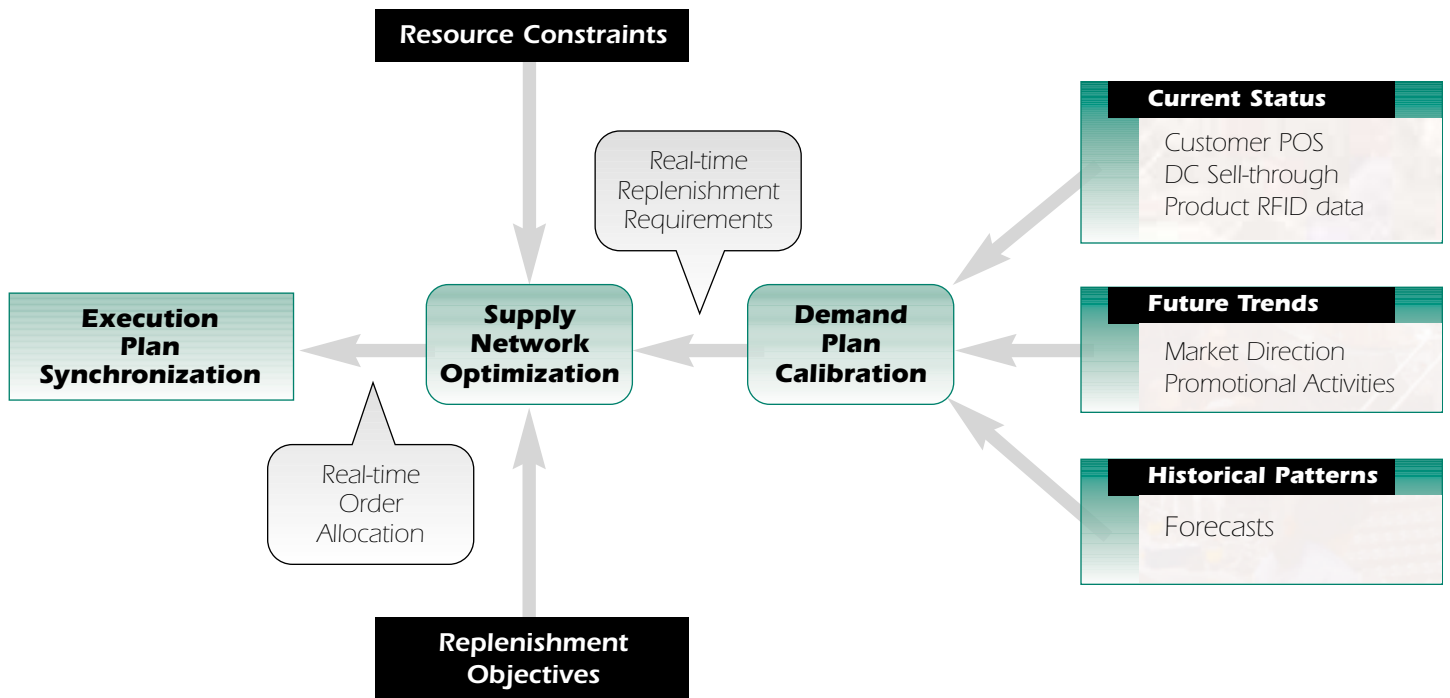 Resource Constraints
Current Status
Customer POS
DC Sell-through
Product RFID data
Real-time
Replenishment
Requirements
Execution
Plan
Synchronization
Supply
Network
Optimization
Demand
Plan
Calibration
Future Trends
Market Direction
Promotional Activities
Real-time
Order
Allocation
Historical Patterns
Forecasts
Replenishment
Objectives